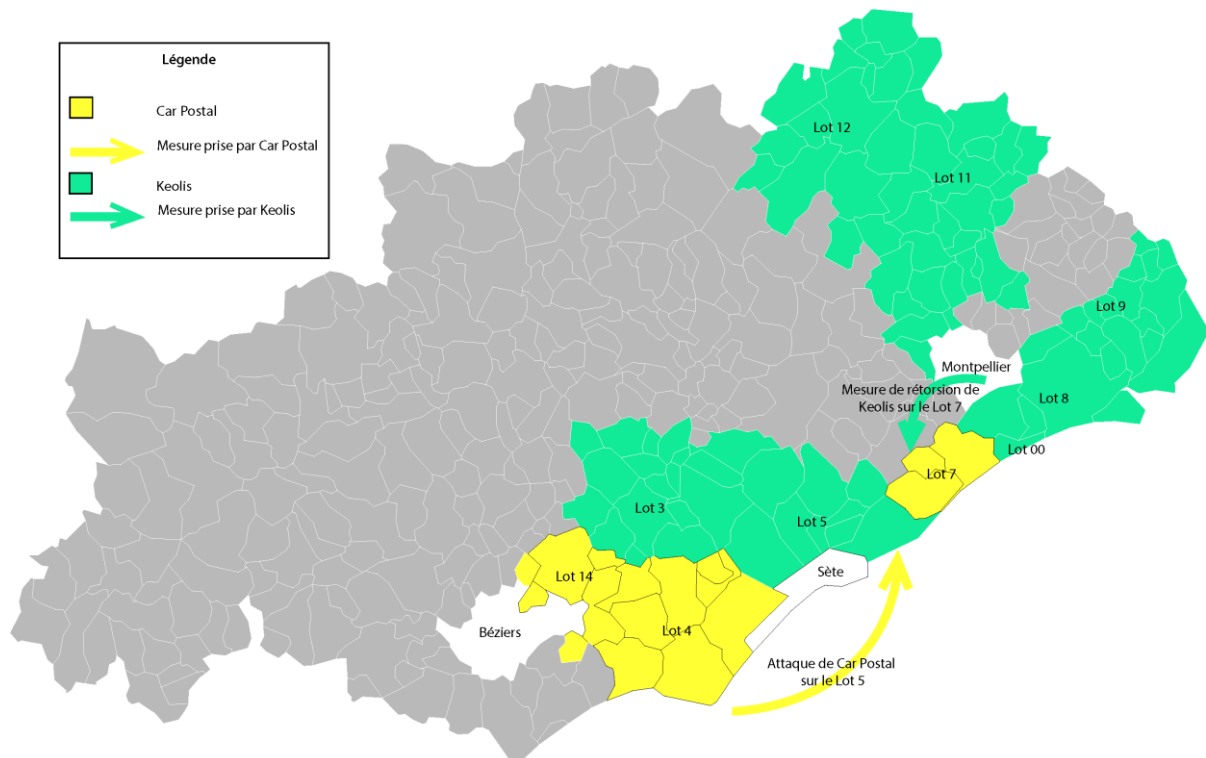 Légende
Car Postal
Mesure prise par Car Postal
Keolis
Mesure prise par Keolis
Lot 12
Lot 11
Lot 9
Montpellier
Mesure de rétorsion de
Keolis sur le Lot 7
Lot 8
Lot 00
Lot 7
Lot 3
Lot 5
Lot 14
Sète
Béziers
Lot 4
Attaque de Car Postal
sur le Lot 5